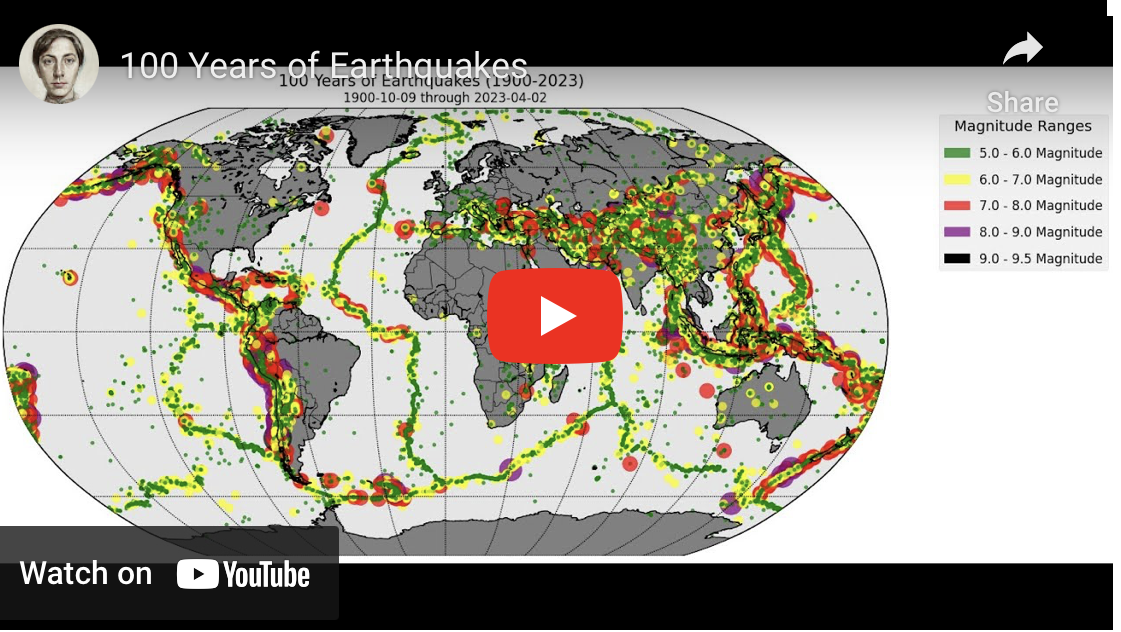 100 Years of Earthquakes
Share
100 Years of Earthquakes (1900-2023)
1900-10-09 through 2023-04-02
Magnitude Ranges
5.0 - 6.0 Magnitude
6.0 - 7.0 Magnitude
7.0 - 8.0 Magnitude
8.0 - 9.0 Magnitude
9.0 - 9.5 Magnitude
Watch on YouTube